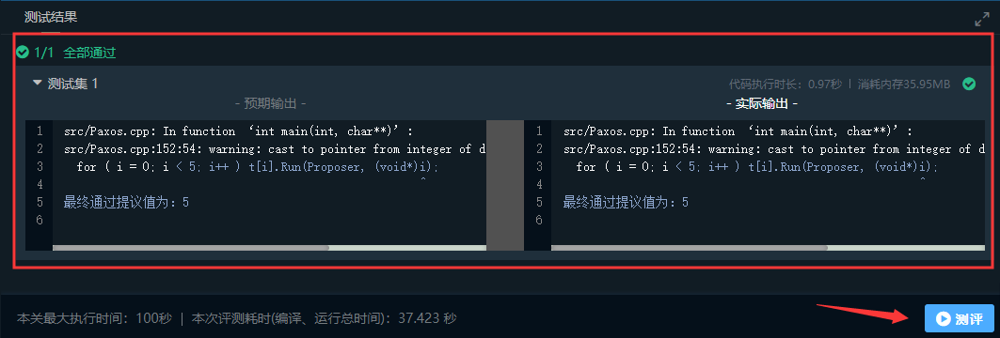 测试结果
1/1 全部通过
测试集 1
代码执行时长：0.97秒 | 消耗内存35.95MB
- 预期输出 -
- 实际输出 -
1 src/Paxos.cpp: In function ‘int main(int, char**)’:
2 src/Paxos.cpp:152:54: warning: cast to pointer from integer of d
3 for ( i = 0; i < 5; i++ ) t[i].Run(Proposer, (void*)i);
4 ^
5 最终通过提议值为：5
6
1 src/Paxos.cpp: In function ‘int main(int, char**)’:
2 src/Paxos.cpp:152:54: warning: cast to pointer from integer of d
3 for ( i = 0; i < 5; i++ ) t[i].Run(Proposer, (void*)i);
4 ^
5 最终通过提议值为：5
6
本关最大执行时间：100秒 | 本次评测耗时(编译、运行总时间)：37.423 秒
测评